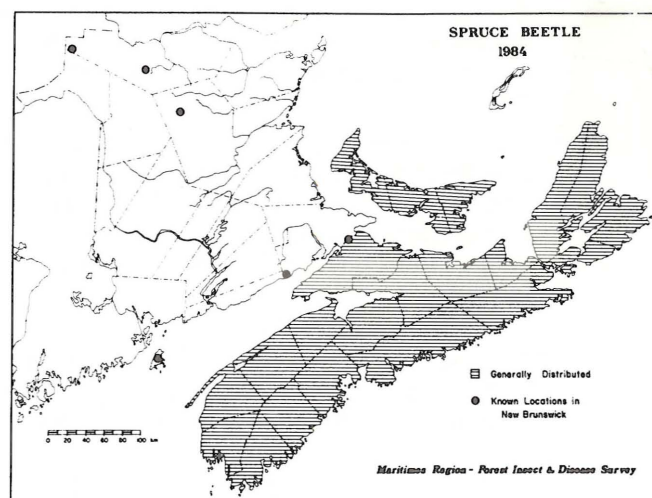 SPRUCE BEETLE
1984
Generally Distributed
Known Locations in
New Brunswick
0 20 40 60 80 100 km
Maritimes Region - Forest Insect & Disease Survey